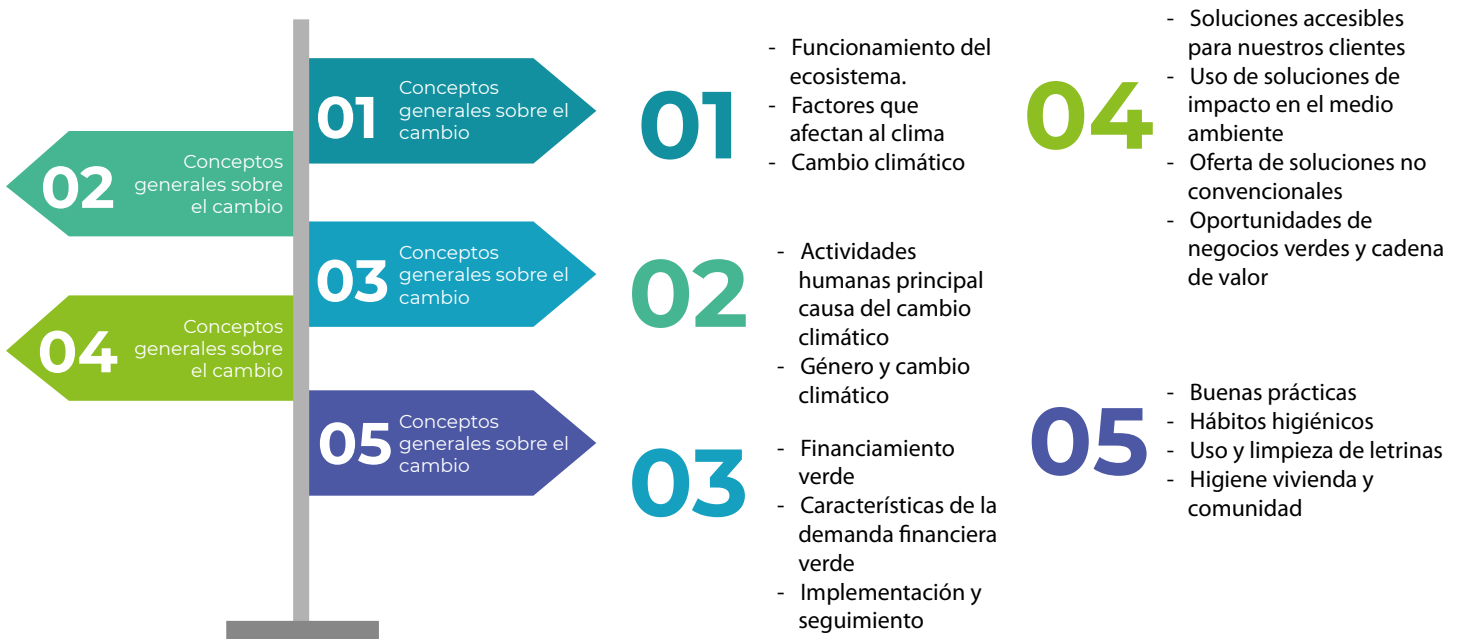 01
Conceptos
generales sobre el
cambio
02
Conceptos
generales sobre
el cambio
03
Conceptos
generales sobre el
cambio
04
Conceptos
generales sobre
el cambio
05
Conceptos
generales sobre el
cambio
01
- Funcionamiento del
ecosistema.
- Factores que
afectan al clima
- Cambio climático
02
- Actividades
humanas principal
causa del cambio
climático
- Género y cambio
climático
03
- Financiamiento
verde
- Características de la
demanda financiera
verde
- Implementación y
seguimiento
04
- Soluciones accesibles
para nuestros clientes
- Uso de soluciones de
impacto en el medio
ambiente
- Oferta de soluciones no
convencionales
- Oportunidades de
negocios verdes y cadena
de valor
05
- Buenas prácticas
- Hábitos higiénicos
- Uso y limpieza de letrinas
- Higiene vivienda y
comunidad